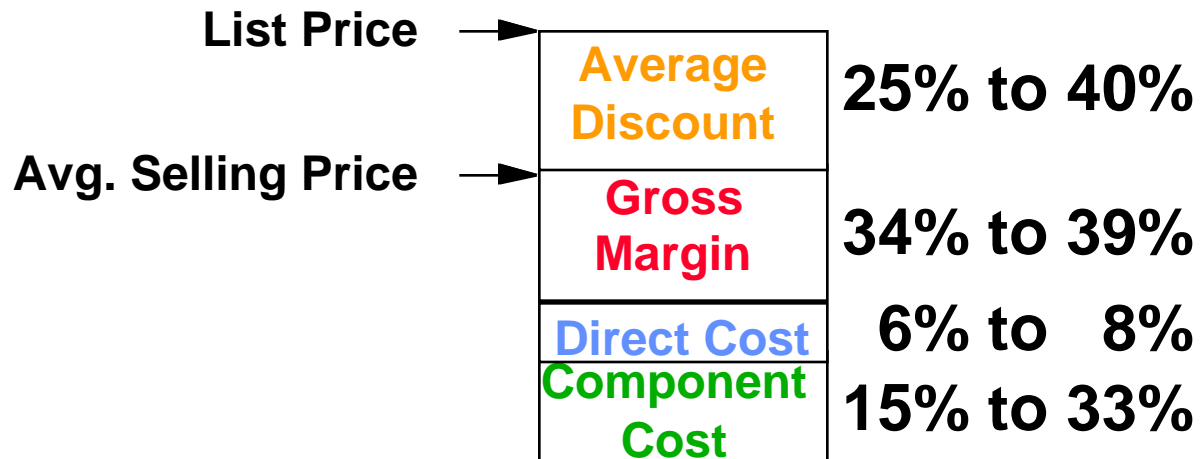 List Price
Average
Discount
25% to 40%
Avg. Selling Price
Gross
Margin
34% to 39%
Direct Cost
6% to 8%
Component
Cost
15% to 33%